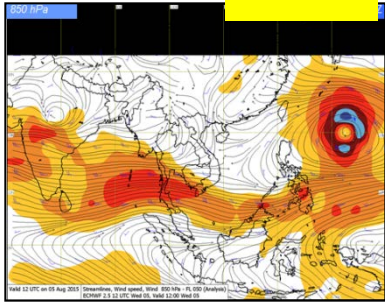 850 hPa
Z
Valid 12 UTC on 05 Aug 2015 Streamlines, Wind speed, Wind 850 hPa - FL 050 (Analysis)
ECMWF 2.5 12 UTC Wed 05, Valid 12:00 Wed 05